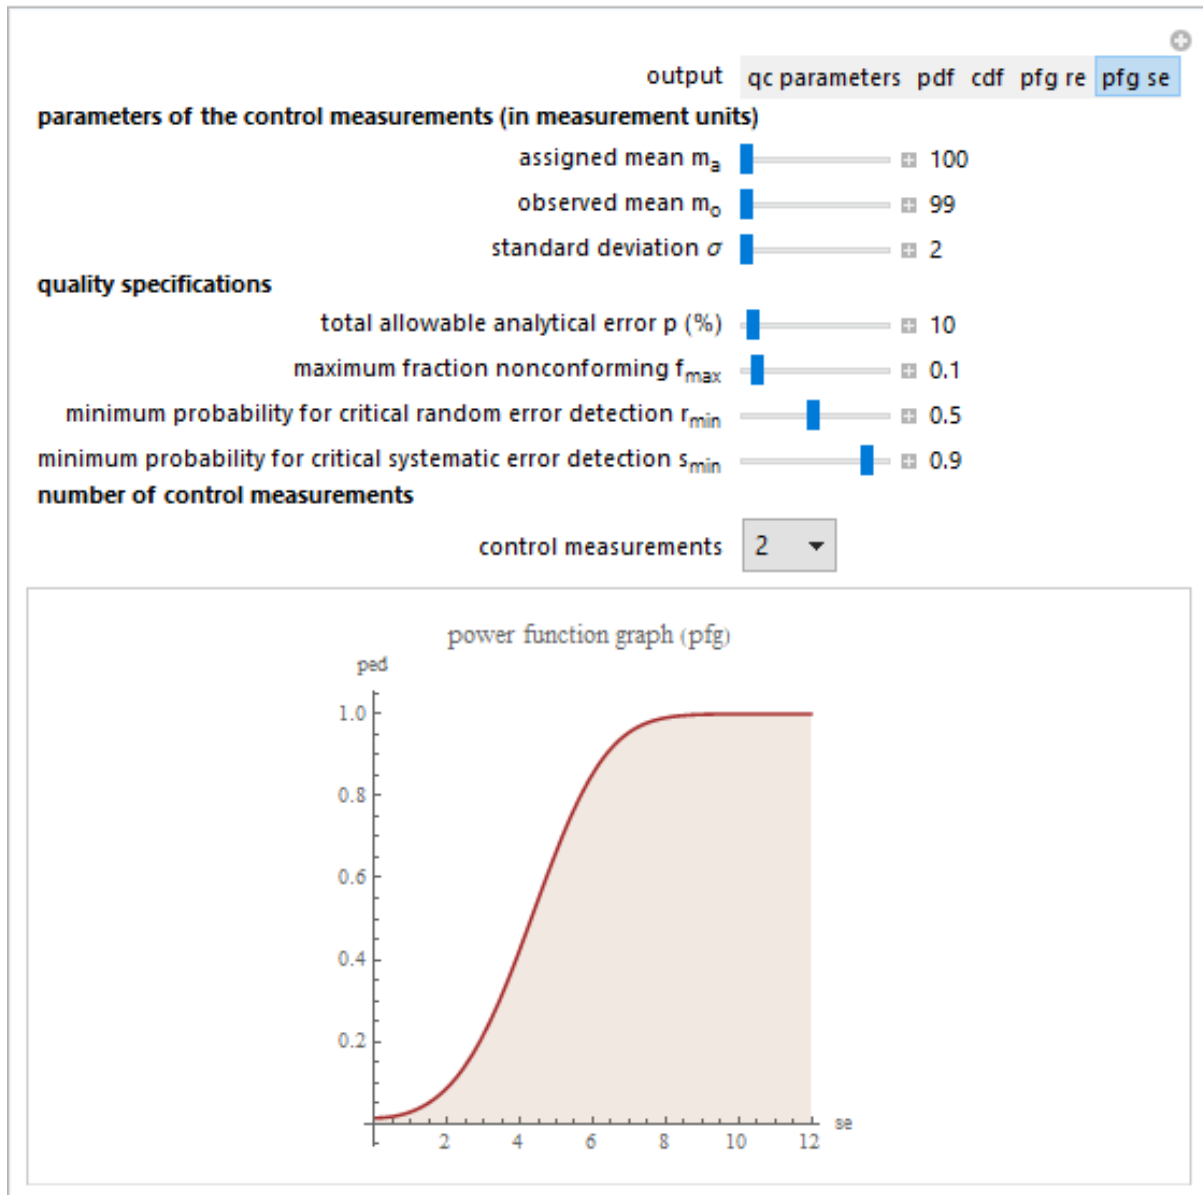 output qc parameters pdf cdf pfg re pfg se
parameters of the control measurements (in measurement units)
assigned mean mₐ 100
observed mean mₒ 99
standard deviation σ 2
quality specifications
total allowable analytical error p (%) 10
maximum fraction nonconforming fmax 0.1
minimum probability for critical random error detection rmin 0.5
minimum probability for critical systematic error detection smin 0.9
number of control measurements
control measurements 2
power function graph (pfg)
ped
1.0
0.8
0.6
0.4
0.2
2 4 6 8 10 12 se